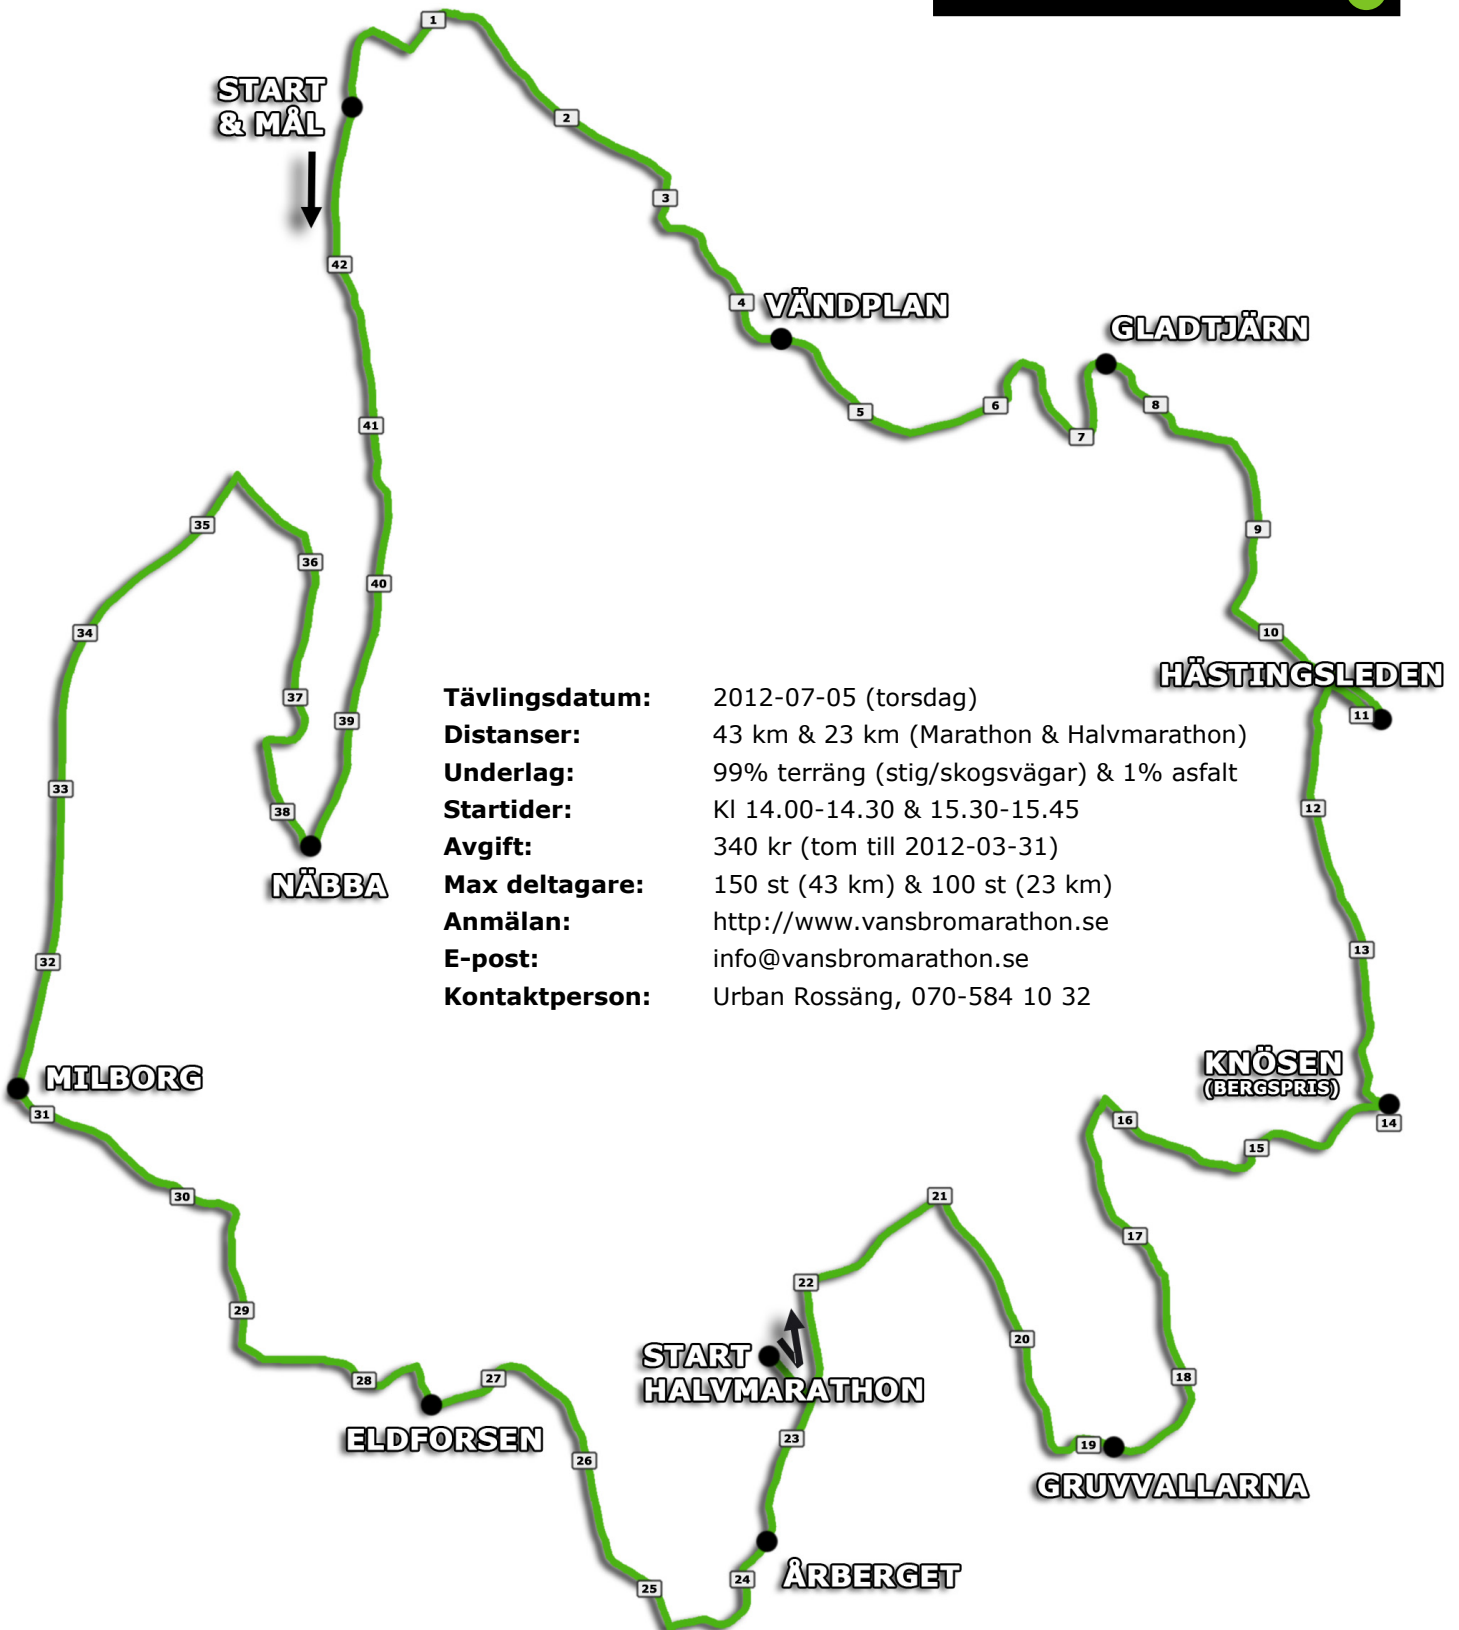 1
START
& MÅL
2
3
42
4
VÄNDPLAN
GLADTJÄRN
5
6
7
8
41
35
9
36
40
34
10
HÄSTINGSLEDEN
11
37
39
Tävlingsdatum: 2012-07-05 (torsdag)
Distanser: 43 km & 23 km (Marathon & Halvmarathon)
Underlag: 99% terräng (stig/skogsvägar) & 1% asfalt
Startider: Kl 14.00-14.30 & 15.30-15.45
Avgift: 340 kr (tom till 2012-03-31)
Max deltagare: 150 st (43 km) & 100 st (23 km)
Anmälan: http://www.vansbromarathon.se
E-post: info@vansbromarathon.se
Kontaktperson: Urban Rossäng, 070-584 10 32
33
38
12
NÄBBA
32
13
MILBORG
KNÖSEN
(BERGSPRIS)
31
16
14
15
30
21
17
22
29
20
START
HALVMARATHON
28
27
18
ELDFORSEN
23
19
26
GRUVVALLARNA
25
24
ÅRBERGET